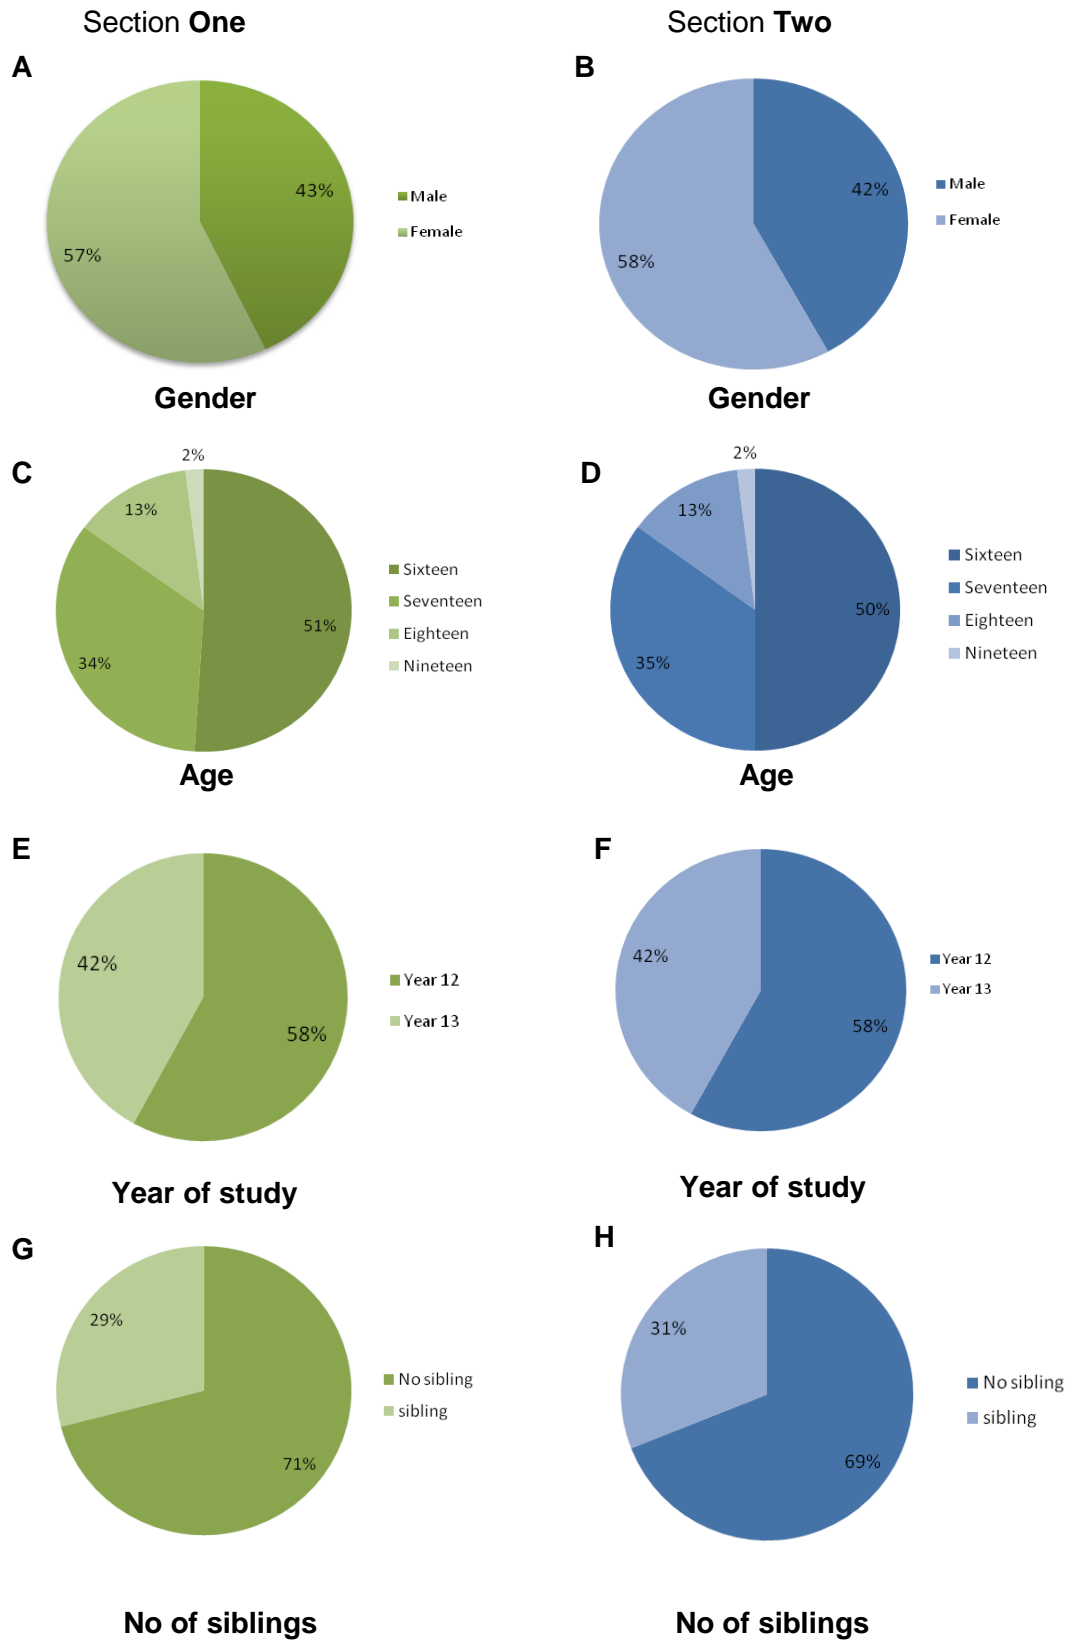 Section One
Section Two
A
43%
57%
Male
Female
Gender
B
42%
58%
Male
Female
Gender
C
2%
13%
34%
51%
Sixteen
Seventeen
Eighteen
Nineteen
Age
D
2%
13%
35%
50%
Sixteen
Seventeen
Eighteen
Nineteen
Age
E
42%
58%
Year 12
Year 13
Year of study
F
42%
58%
Year 12
Year 13
Year of study
G
29%
71%
No sibling
sibling
No of siblings
H
31%
69%
No sibling
sibling
No of siblings